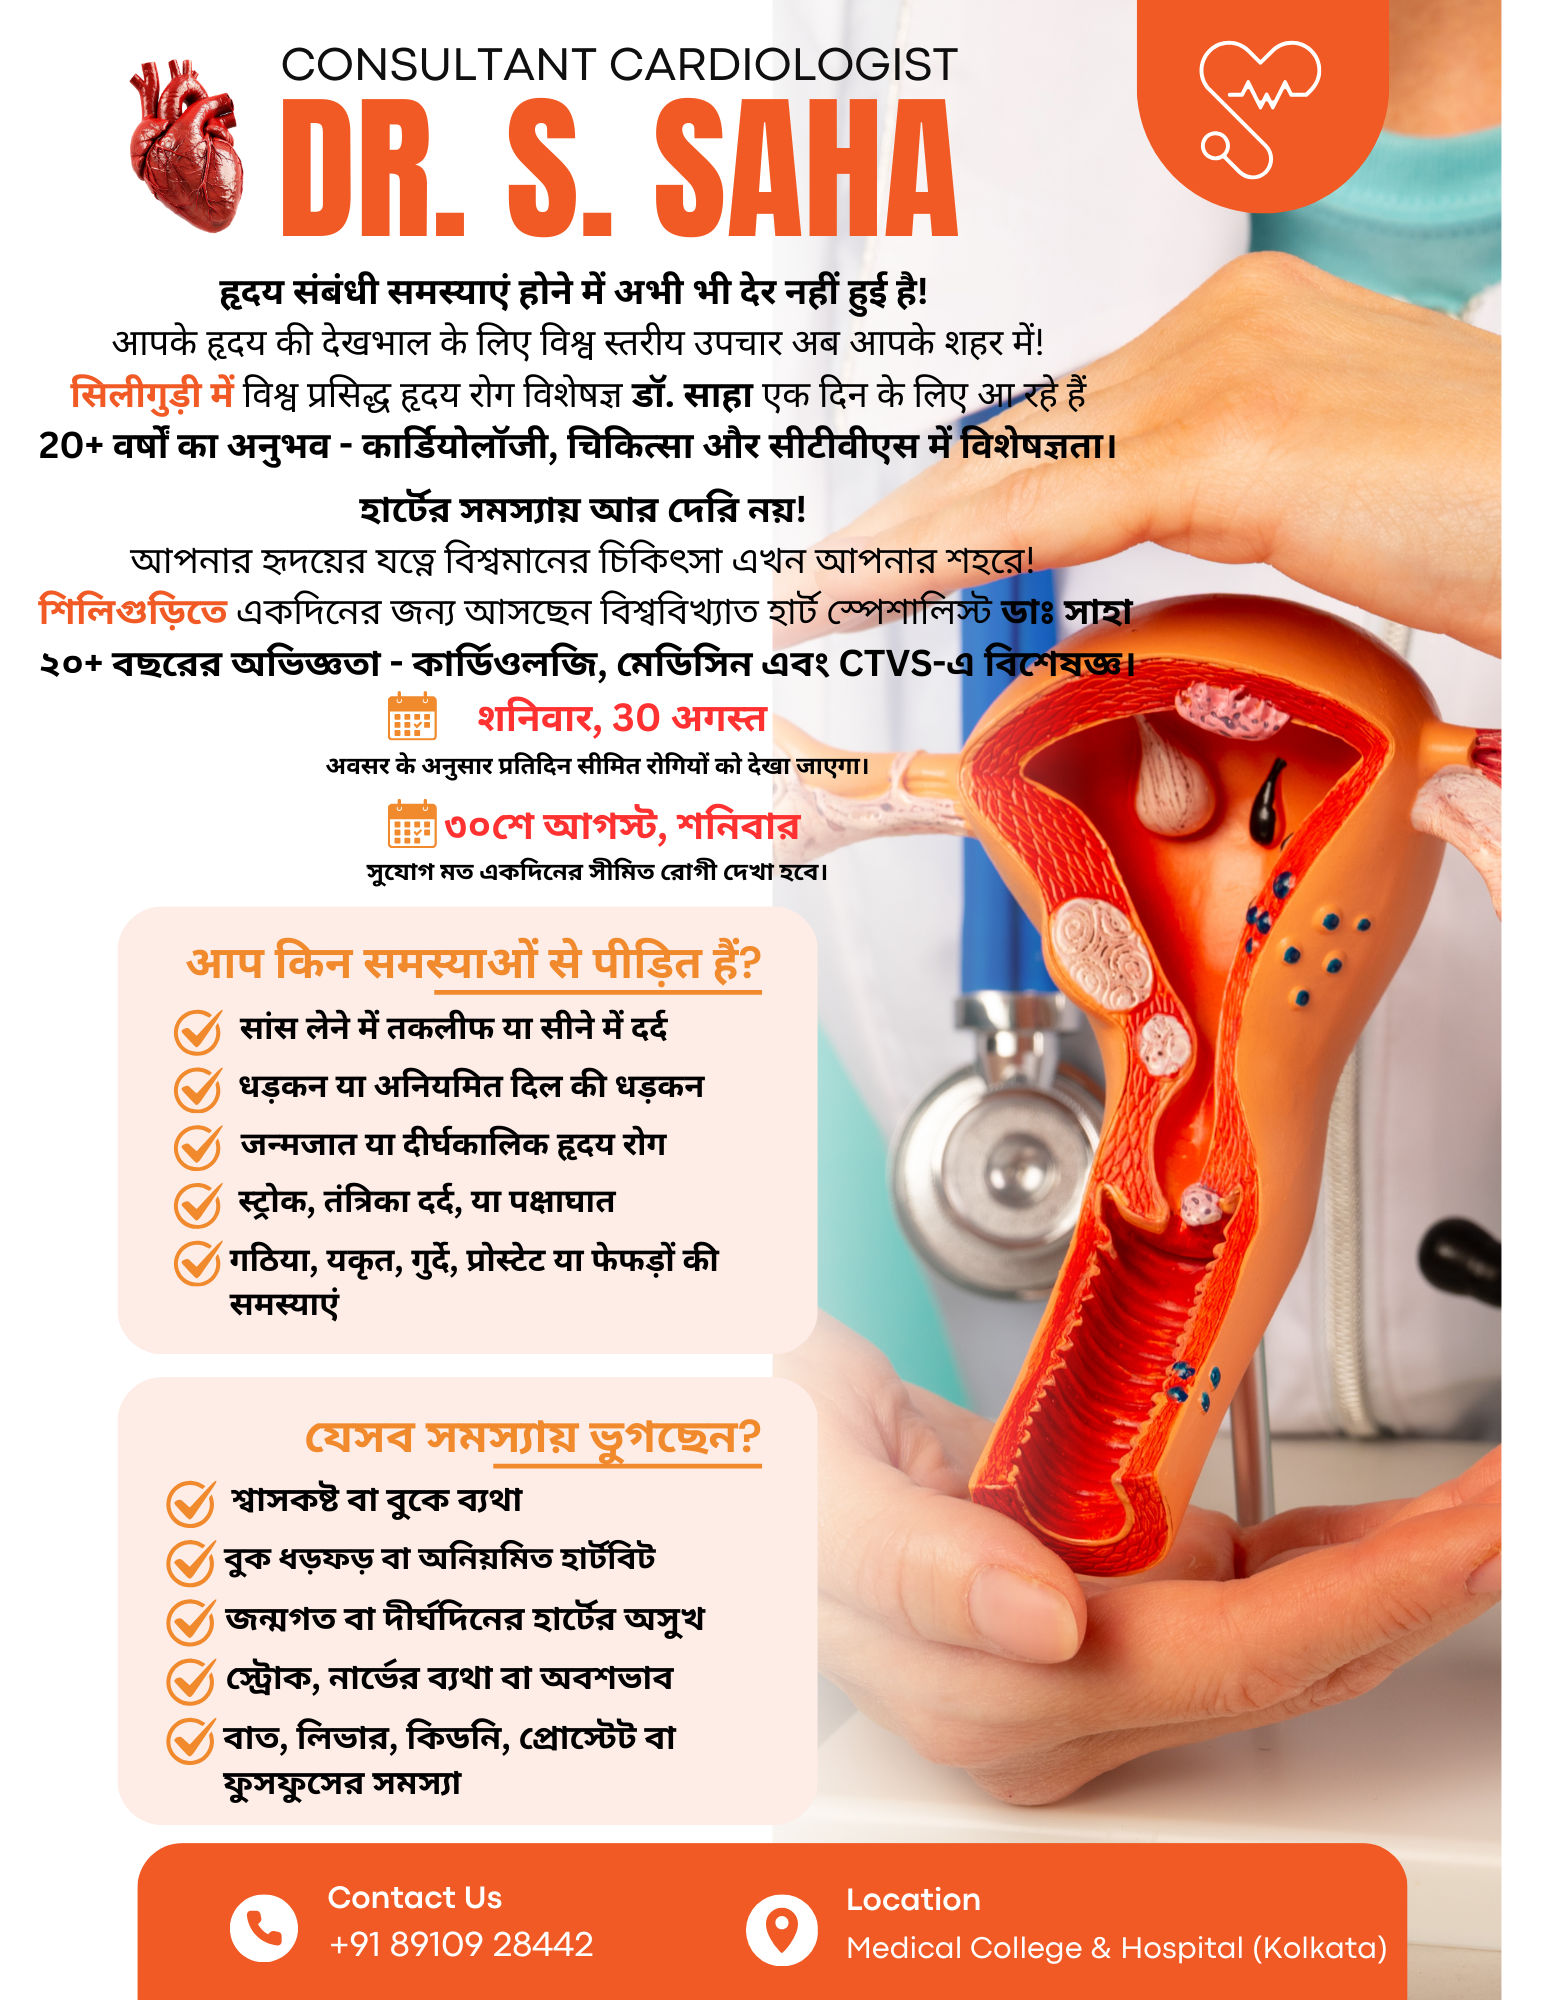 CONSULTANT CARDIOLOGIST
DR. S. SAHA
हृदय संबंधी समस्याएं होने में अभी भी देर नहीं हुई है!
आपके हृदय की देखभाल के लिए विश्व स्तरीय उपचार अब आपके शहर में!
सिलीगुड़ी में विश्व प्रसिद्ध हृदय रोग विशेषज्ञ डॉ. साहा एक दिन के लिए आ रहे हैं
20+ वर्षों का अनुभव - कार्डियोलॉजी, चिकित्सा और सीटीवीएस में विशेषज्ञता।
হার্টের সমস্যায় আর দেরি নয়!
আপনার হৃদয়ের যত্নে বিশ্বমানের চিকিৎসা এখন আপনার শহরে!
শিলিগুড়িতে একদিনের জন্য আসছেন বিশ্ববিখ্যাত হার্ট স্পেশালিস্ট ডাঃ সাহা
২০+ বছরের অভিজ্ঞতা - কার্ডিওলজি, মেডিসিন এবং CTVS-এ বিশেষজ্ঞ।
शनिवार, 30 अगस्त
अवसर के अनुसार प्रतिदिन सीमित रोगियों को देखा जाएगा।
৩০শে আগস্ট, শনিবার
সুযোগ মত একদিনের সীমিত রোগী দেখা হবে।
आप किन समस्याओं से पीड़ित हैं?
सांस लेने में तकलीफ या सीने में दर्द
धड़कन या अनियमित दिल की धड़कन
जन्मजात या दीर्घकालिक हृदय रोग
स्ट्रोक, तंत्रिका दर्द, या पक्षाघात
गठिया, यकृत, गुर्दे, प्रोस्टेट या फेफड़ों की
समस्याएं
যেসব সমস্যায় ভুগছেন?
শ্বাসকষ্ট বা বুকে ব্যথা
বুক ধড়ফড় বা অনিয়মিত হার্টবিট
জন্মগত বা দীর্ঘদিনের হার্টের অসুখ
স্ট্রোক, নার্ভের ব্যথা বা অবশভাব
বাত, লিভার, কিডনি, প্রোস্টেট বা
ফুসফুসের সমস্যা
Contact Us
+91 89109 28442
Location
Medical College & Hospital (Kolkata)